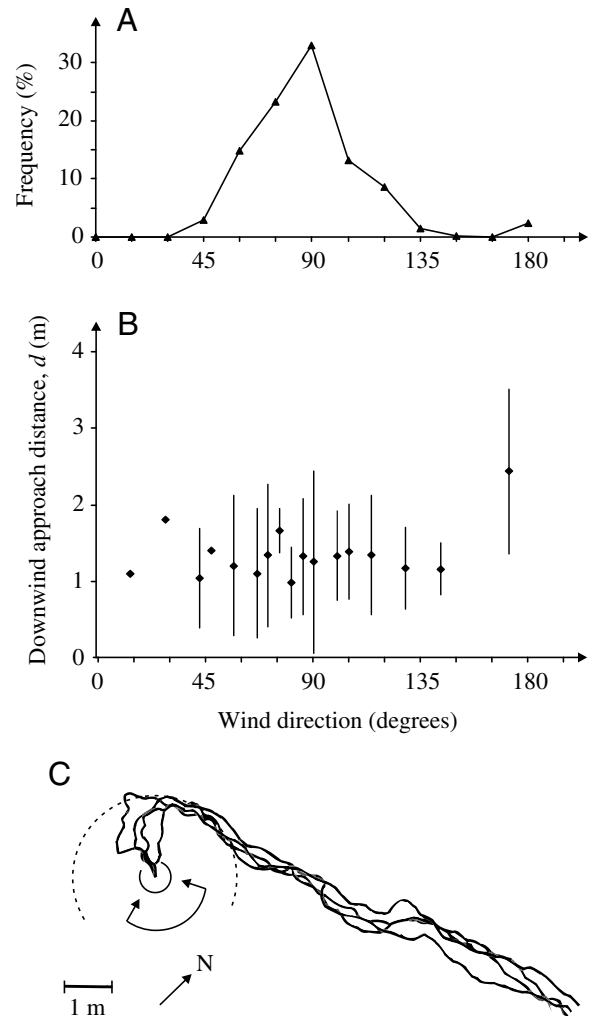 A
Frequency (%)
30
20
10
0
0 45 90 135 180
B
Downwind approach distance, d (m)
4
3
2
1
0
0 45 90 135 180
Wind direction (degrees)
C
N
1 m